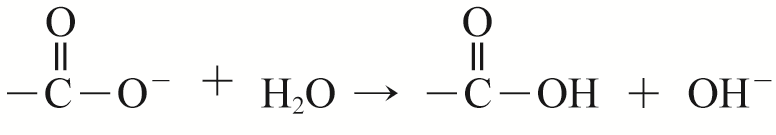 O O
–C–O⁻ + H₂O → –C–OH + OH⁻